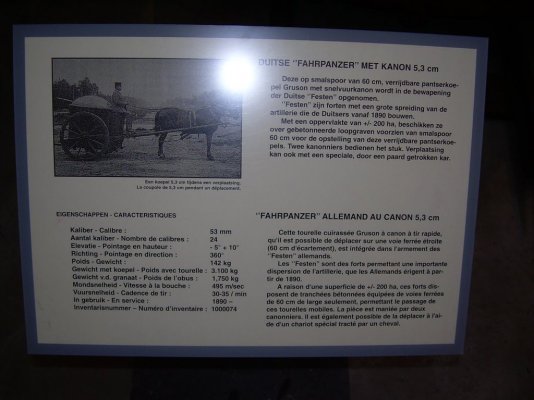 DUITSE "FAHRPANZER" MET KANON 5,3 cm
Deze op smalspoor van 60 cm, verrijdbare pantserkoe-
pel Gruson met snelvuurkanon wordt in de bewapening
der Duitse "Festen" opgenomen.
"Festen" zijn forten met een grote spreiding van de
artillerie die de Duitsers vanaf 1890 bouwen.
Met een oppervlakte van +/- 200 ha, beschikken ze
over gebetonneerde loopgraven voorzien van smalspoor
60 cm voor de opstelling van deze verrijdbare pantserkoe-
pels. Twee kanonniers bedienen het stuk. Verplaatsing
kan ook met een speciale, door een paard getrokken kar.
Een koepel 5,3 cm tijdens een verplaatsing.
La coupole de 5,3 cm pendant un déplacement.
EIGENSCHAPPEN - CARACTERISTIQUES
Kaliber - Calibre : 53 mm
Aantal kaliber - Nombre de calibres : 24
Elevatie - Pointage en hauteur : - 5° + 10°
Richting - Pointage en direction : 360°
Poids - Gewicht : 142 kg
Gewicht met koepel - Poids avec tourelle : 3.100 kg
Gewicht v.d. granaat - Poids de l'obus : 1,750 kg
Mondsnelheid - Vitesse à la bouche : 495 m/sec
Vuursnelheid - Cadence de tir : 30-35 / min
In gebruik - En service : 1890 –
Inventarisnummer – Numéro d'inventaire : 1000074
"FAHRPANZER" ALLEMAND AU CANON 5,3 cm
Cette tourelle cuirassée Gruson à canon à tir rapide,
qu'il est possible de déplacer sur une voie ferrée étroite
(60 cm d'écartement), est intégrée dans l'armement des
"Festen" allemands.
Les "Festen" sont des forts permettant une importante
dispersion de l'artillerie, que les Allemands érigent à par-
tir de 1890.
A raison d'une superficie de +/- 200 ha, ces forts dis-
posent de tranchées bétonnées équipées de voies ferrées
de 60 cm de large seulement, permettant le passage de
ces tourelles mobiles. La pièce est maniée par deux
canonniers. Il est également possible de la déplacer à l'ai-
de d'un chariot spécial tracté par un cheval.